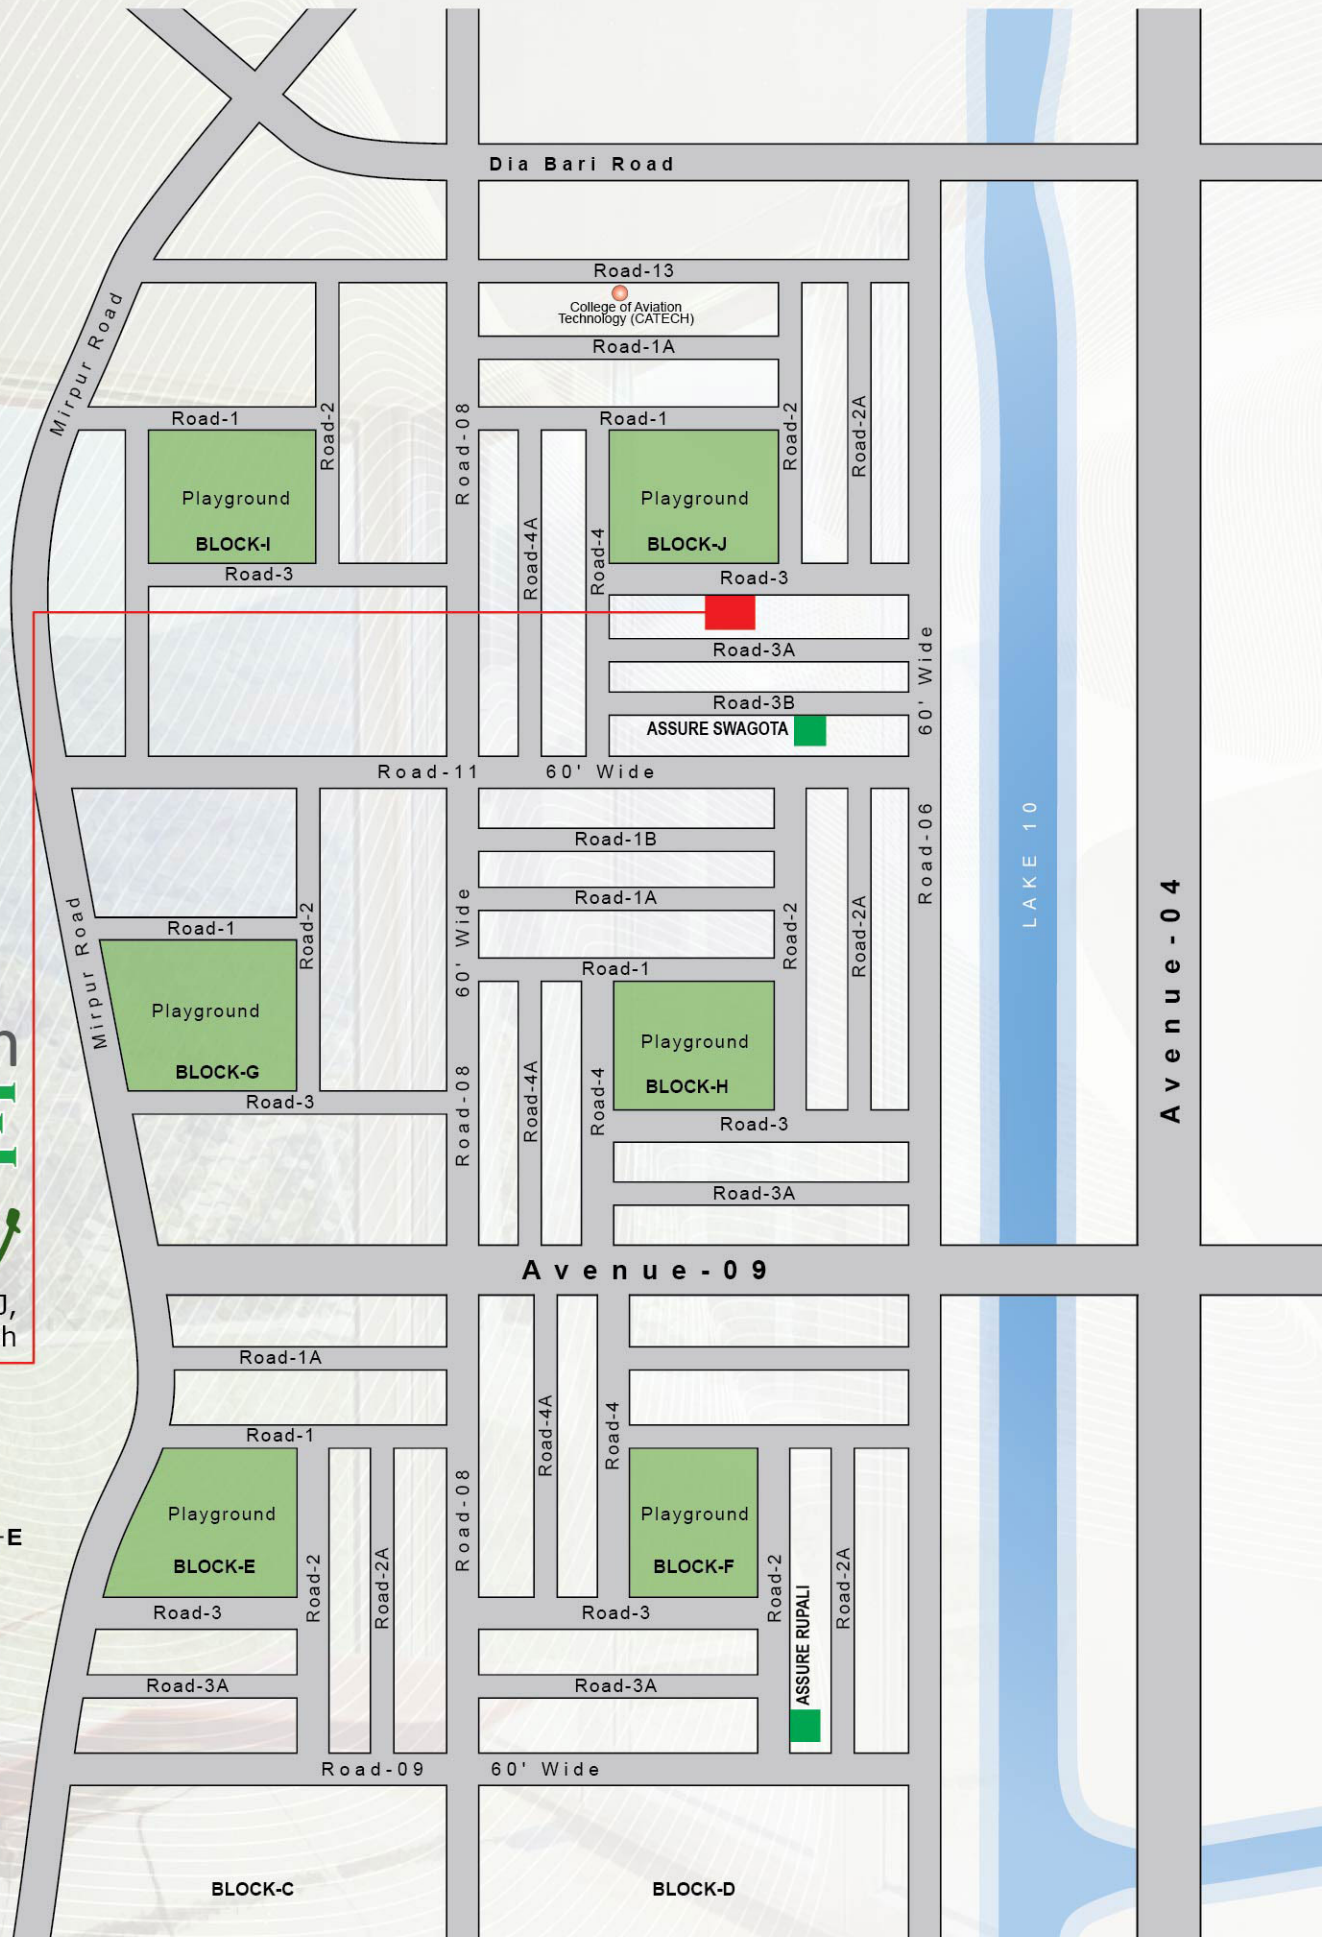 Dia Bari Road
Road-13
College of Aviation
Technology (CATECH)
Road-1A
Mirpur Road
Road-1
Road-2
Road-08
Road-1
Road-2
Road-2A
Playground
BLOCK-I
Playground
BLOCK-J
Road-4A
Road-4
Road-3
Road-3
Road-3A
60' Wide
Road-3B
ASSURE SWAGOTA
Road-11
60' Wide
Road-1B
Road-1A
60' Wide
Road-06
LAKE 10
Avenue-04
Mirpur Road
Road-1
Road-2
Road-2
Road-2A
Road-1
Playground
BLOCK-G
Playground
BLOCK-H
Road-08
Road-4A
Road-4
Road-3
Road-3
Road-3A
Avenue-09
J,
h
Road-1A
Road-1
Road-4A
Road-4
Road-08
Playground
BLOCK-E
Playground
BLOCK-F
-E
Road-2
Road-2A
Road-2
ASSURE RUPALI
Road-2A
Road-3
Road-3
Road-3A
Road-3A
Road-09
60' Wide
BLOCK-C
BLOCK-D